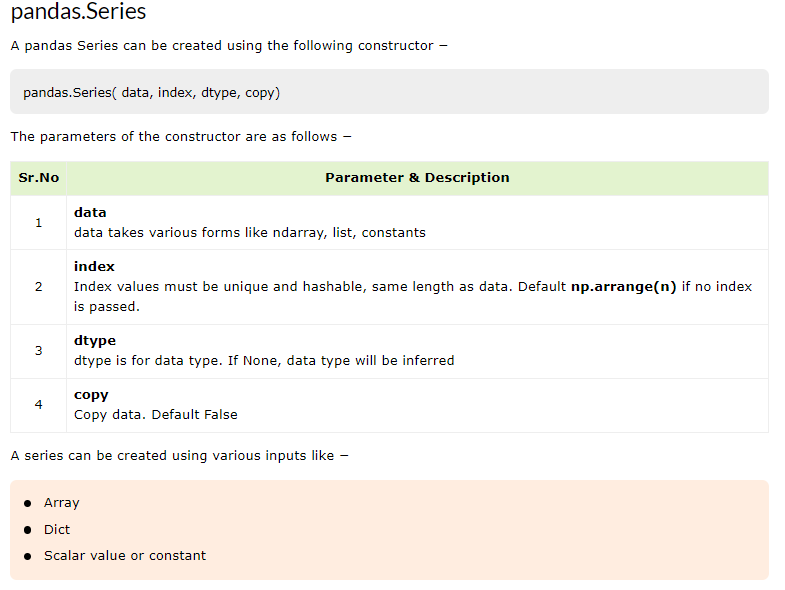 pandas.Series
A pandas Series can be created using the following constructor −
pandas.Series( data, index, dtype, copy)
The parameters of the constructor are as follows −
Sr.No Parameter & Description
1
data
data takes various forms like ndarray, list, constants
2
index
Index values must be unique and hashable, same length as data. Default np.arrange(n) if no index
is passed.
3
dtype
dtype is for data type. If None, data type will be inferred
4
copy
Copy data. Default False
A series can be created using various inputs like −
● Array
● Dict
● Scalar value or constant